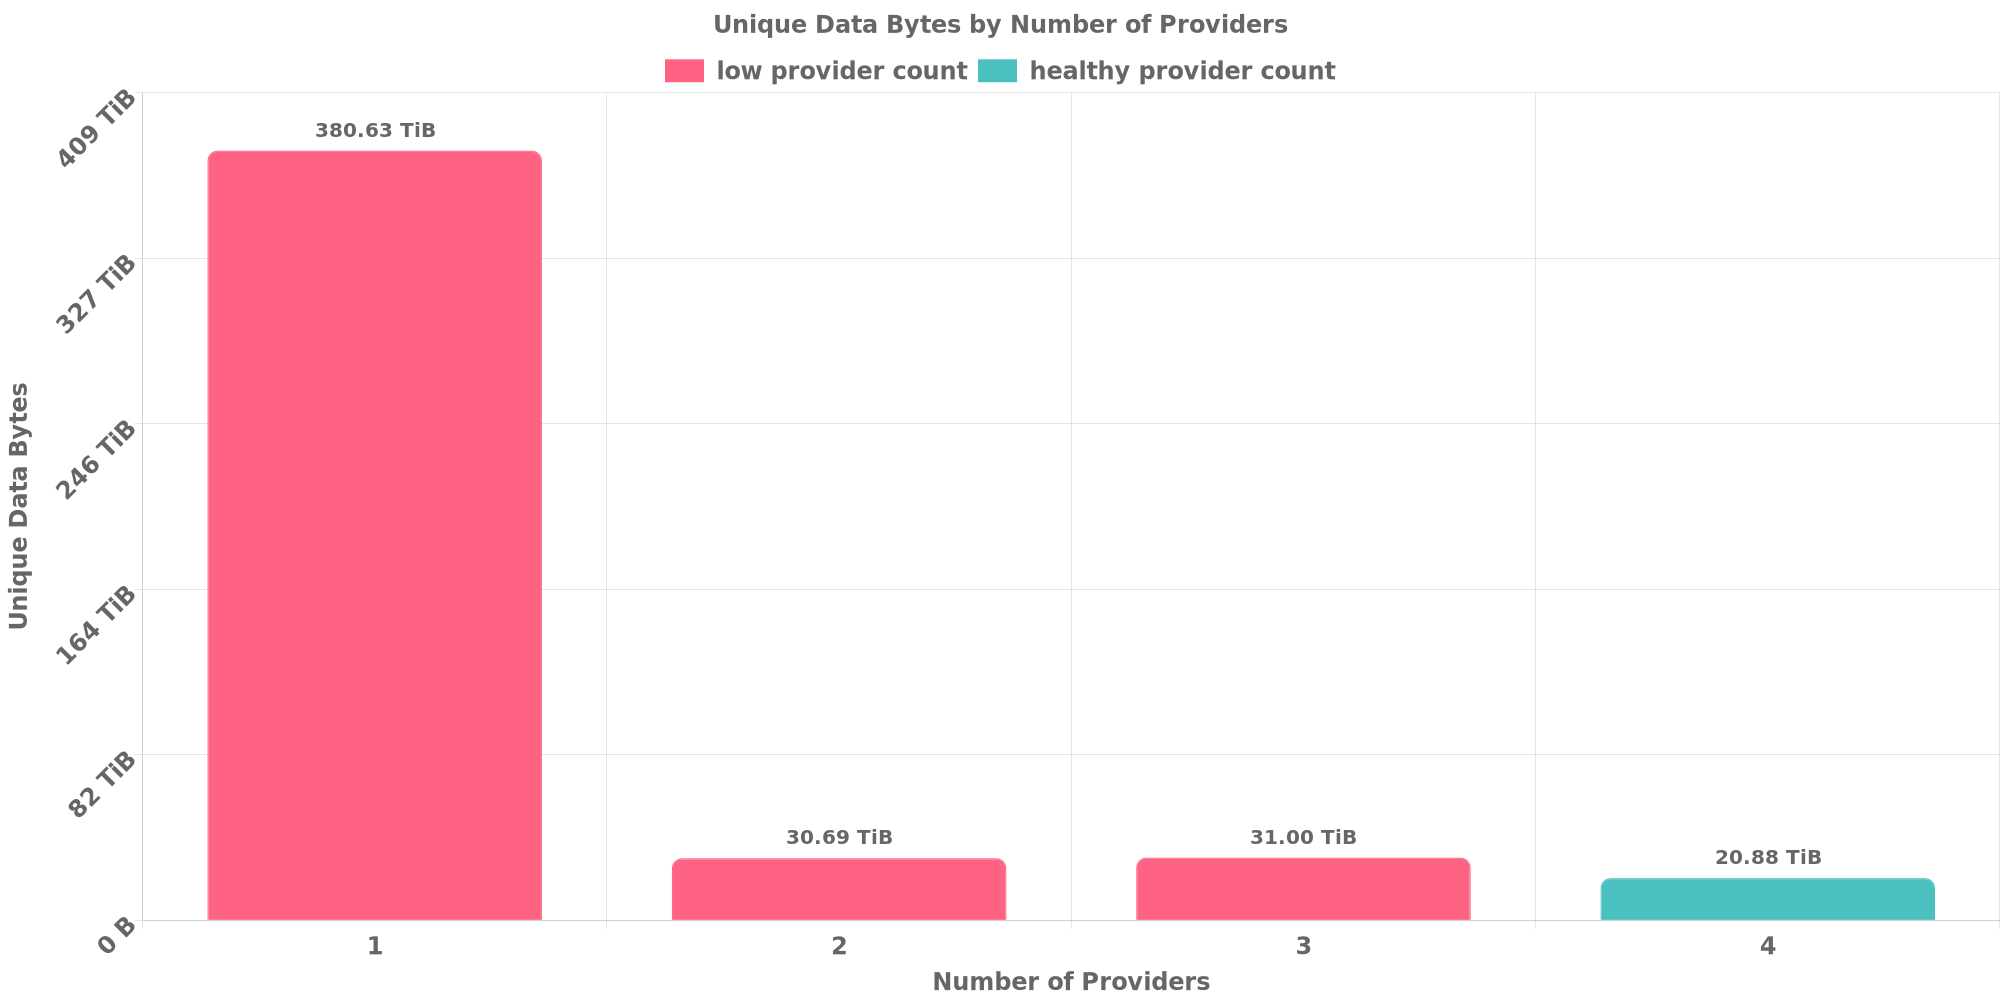 Unique Data Bytes by Number of Providers
low provider count healthy provider count
409 TiB
327 TiB
246 TiB
164 TiB
82 TiB
0 B
Unique Data Bytes
380.63 TiB
30.69 TiB
31.00 TiB
20.88 TiB
1 2 3 4
Number of Providers